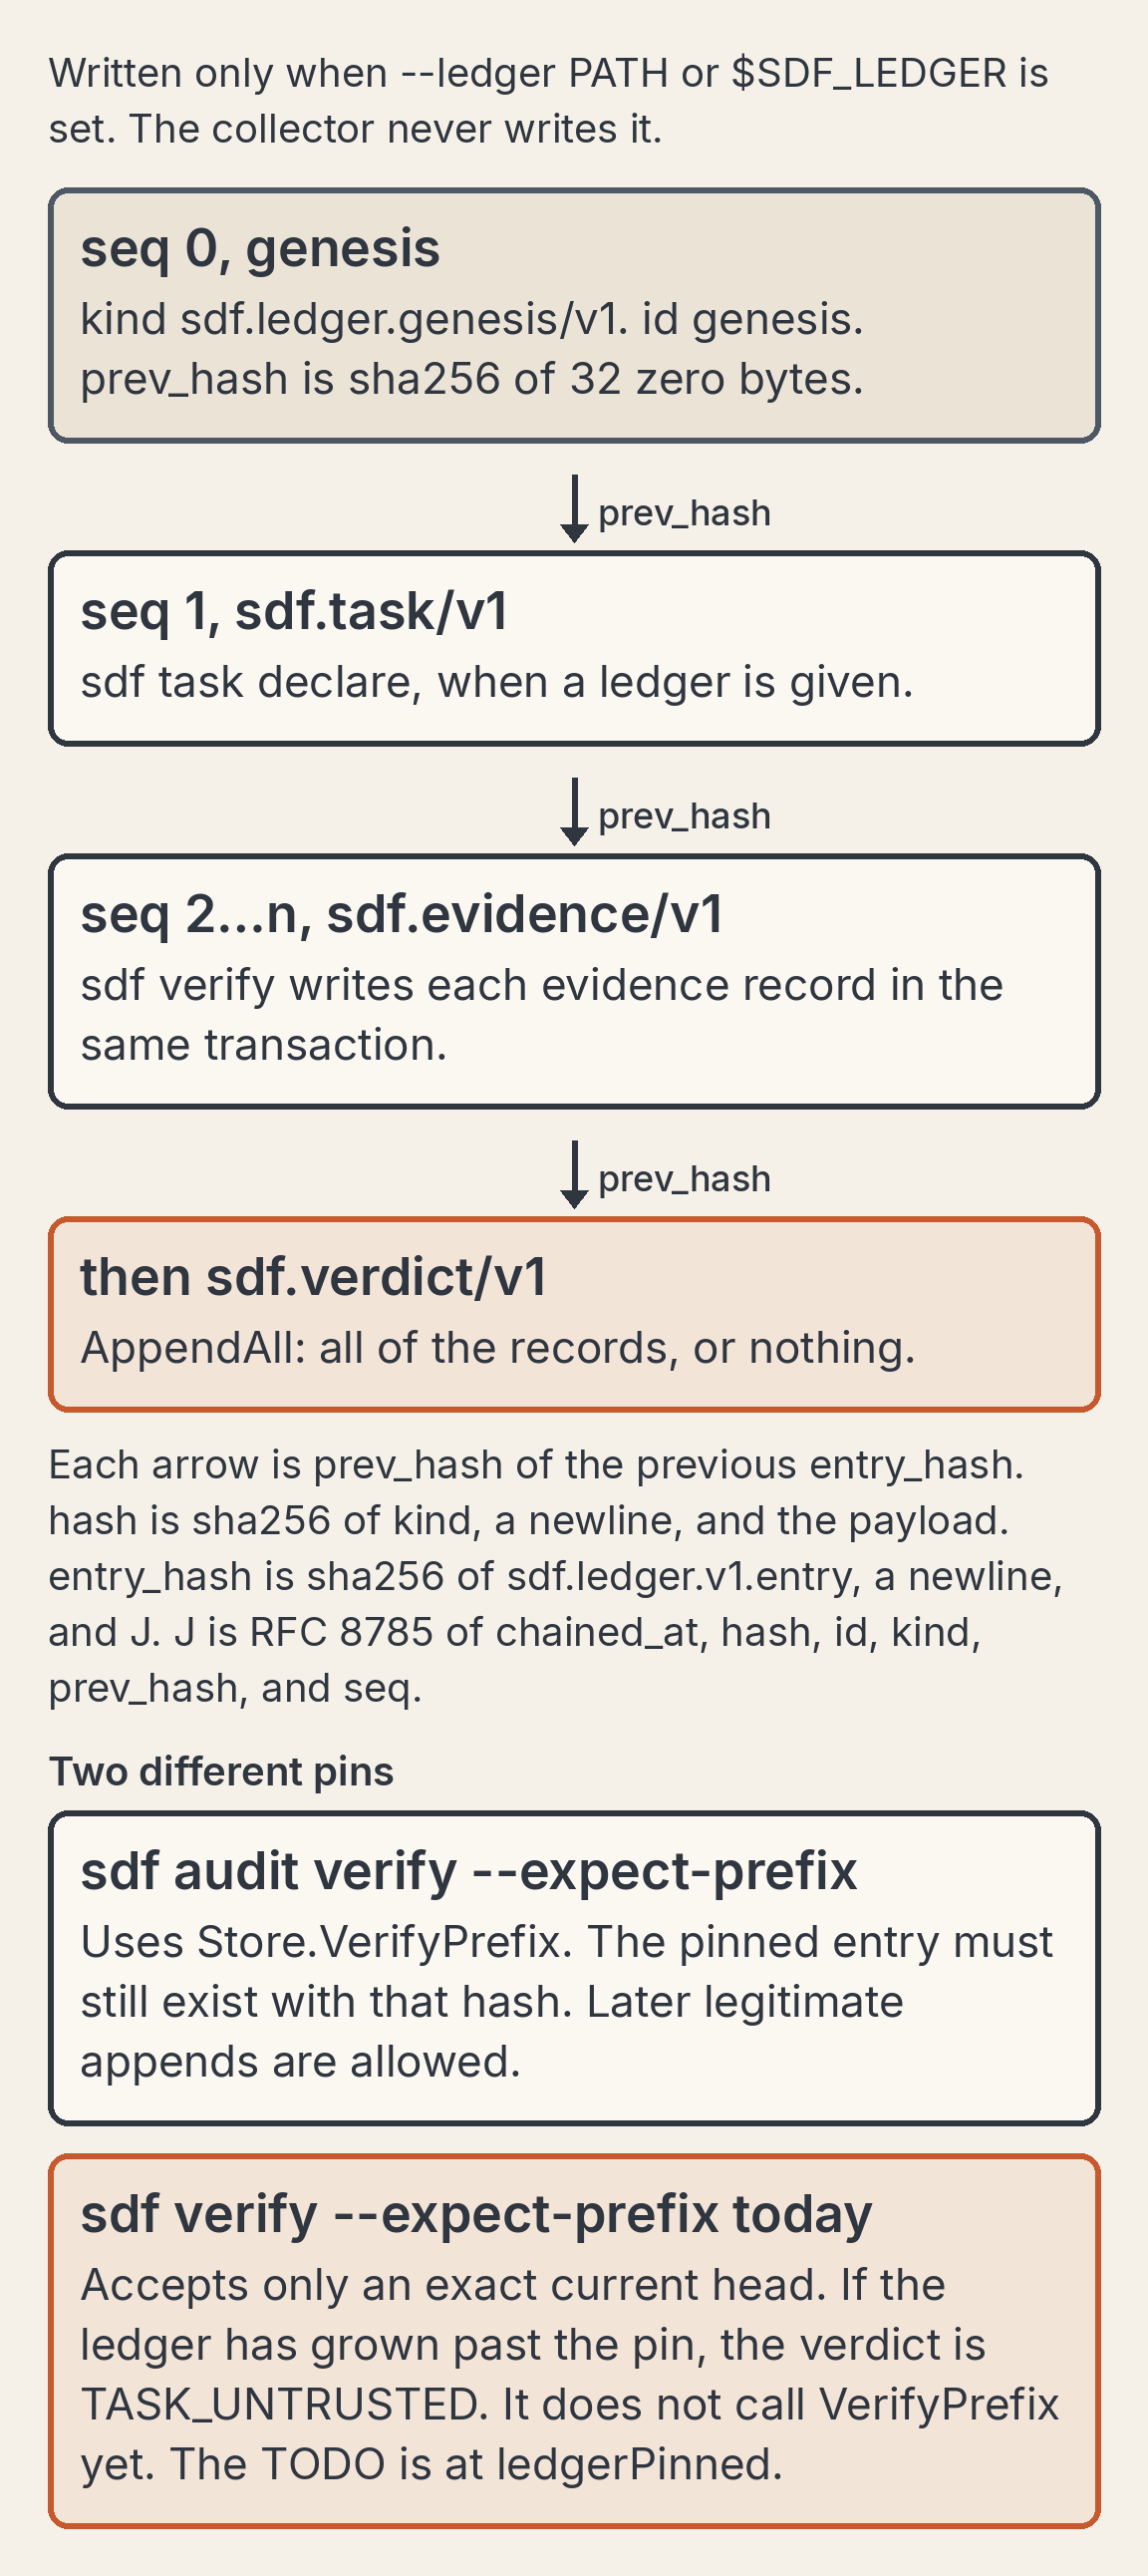 Written only when --ledger PATH or $SDF_LEDGER is
set. The collector never writes it.
seq 0, genesis
kind sdf.ledger.genesis/v1. id genesis.
prev_hash is sha256 of 32 zero bytes.
prev_hash
seq 1, sdf.task/v1
sdf task declare, when a ledger is given.
prev_hash
seq 2...n, sdf.evidence/v1
sdf verify writes each evidence record in the
same transaction.
prev_hash
then sdf.verdict/v1
AppendAll: all of the records, or nothing.
Each arrow is prev_hash of the previous entry_hash.
hash is sha256 of kind, a newline, and the payload.
entry_hash is sha256 of sdf.ledger.v1.entry, a newline,
and J. J is RFC 8785 of chained_at, hash, id, kind,
prev_hash, and seq.
Two different pins
sdf audit verify --expect-prefix
Uses Store.VerifyPrefix. The pinned entry must
still exist with that hash. Later legitimate
appends are allowed.
sdf verify --expect-prefix today
Accepts only an exact current head. If the
ledger has grown past the pin, the verdict is
TASK_UNTRUSTED. It does not call VerifyPrefix
yet. The TODO is at ledgerPinned.